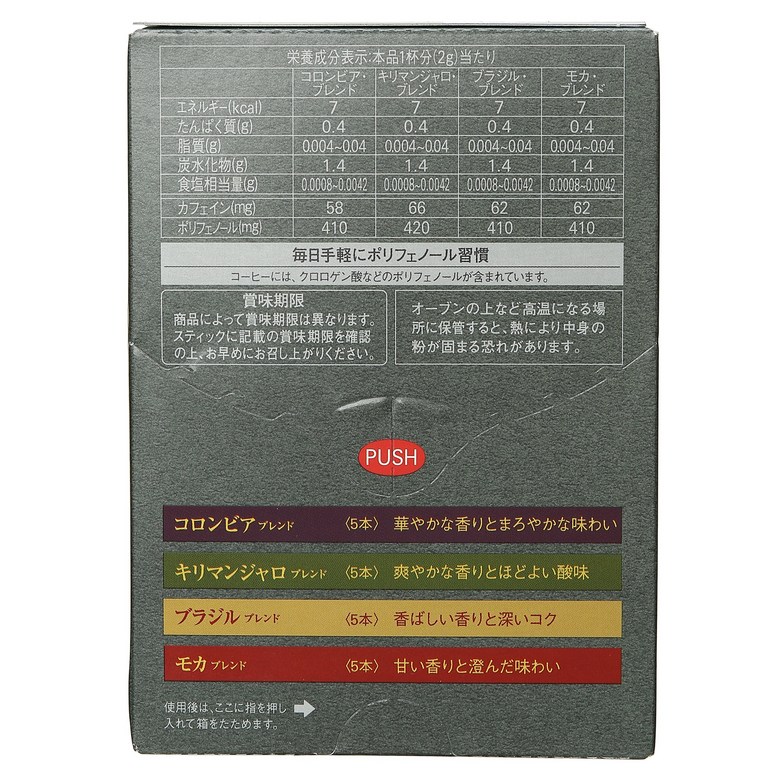 栄養成分表示:本品1杯分(2g)当たり
コロンビア・ブレンド キリマンジャロ・ブレンド ブラジル・ブレンド モカ・ブレンド
エネルギー(kcal) 7 7 7 7
たんぱく質(g) 0.4 0.4 0.4 0.4
脂質(g) 0.004~0.04 0.004~0.04 0.004~0.04 0.004~0.04
炭水化物(g) 1.4 1.4 1.4 1.4
食塩相当量(g) 0.0008~0.0042 0.0008~0.0042 0.0008~0.0042 0.0008~0.0042
カフェイン(mg) 58 66 62 62
ポリフェノール(mg) 410 420 410 410
毎日手軽にポリフェノール習慣
コーヒーには、クロロゲン酸などのポリフェノールが含まれています。
賞味期限
商品によって賞味期限は異なります。
スティックに記載の賞味期限を確認
の上、お早めにお召し上がりください。
オーブンの上など高温になる場
所に保管すると、熱により中身の
粉が固まる恐れがあります。
PUSH
コロンビア ブレンド 〈5本〉 華やかな香りとまろやかな味わい
キリマンジャロ ブレンド 〈5本〉 爽やかな香りとほどよい酸味
ブラジル ブレンド 〈5本〉 香ばしい香りと深いコク
モカ ブレンド 〈5本〉 甘い香りと澄んだ味わい
使用後は、ここに指を押し
入れて箱をたためます。